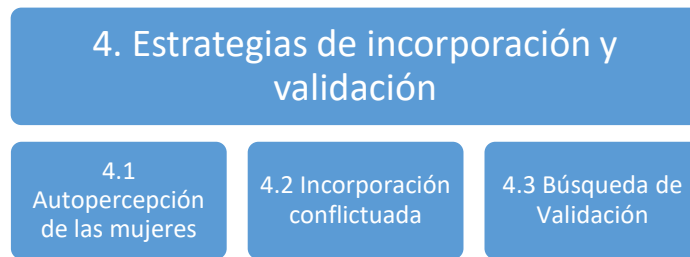 4. Estrategias de incorporación y
validación
4.1
Autopercepción
de las mujeres
4.2 Incorporación
conflictuada
4.3 Búsqueda de
Validación